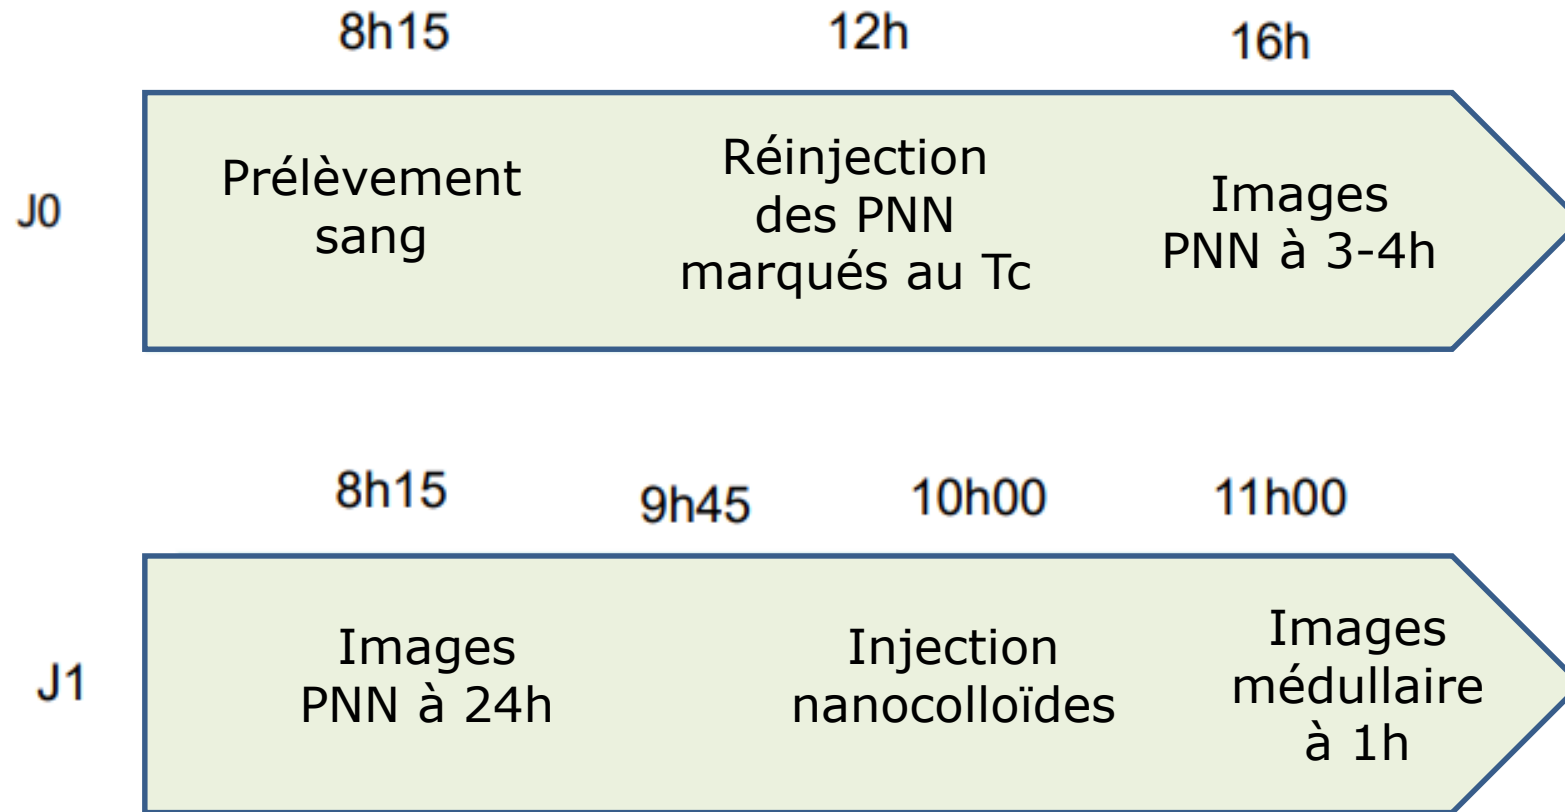 8h15
12h
16h
J0
Prélèvement
sang
Réinjection
des PNN
marqués au Tc
Images
PNN à 3-4h
8h15
9h45
10h00
11h00
J1
Images
PNN à 24h
Injection
nanocolloïdes
Images
médullaire
à 1h